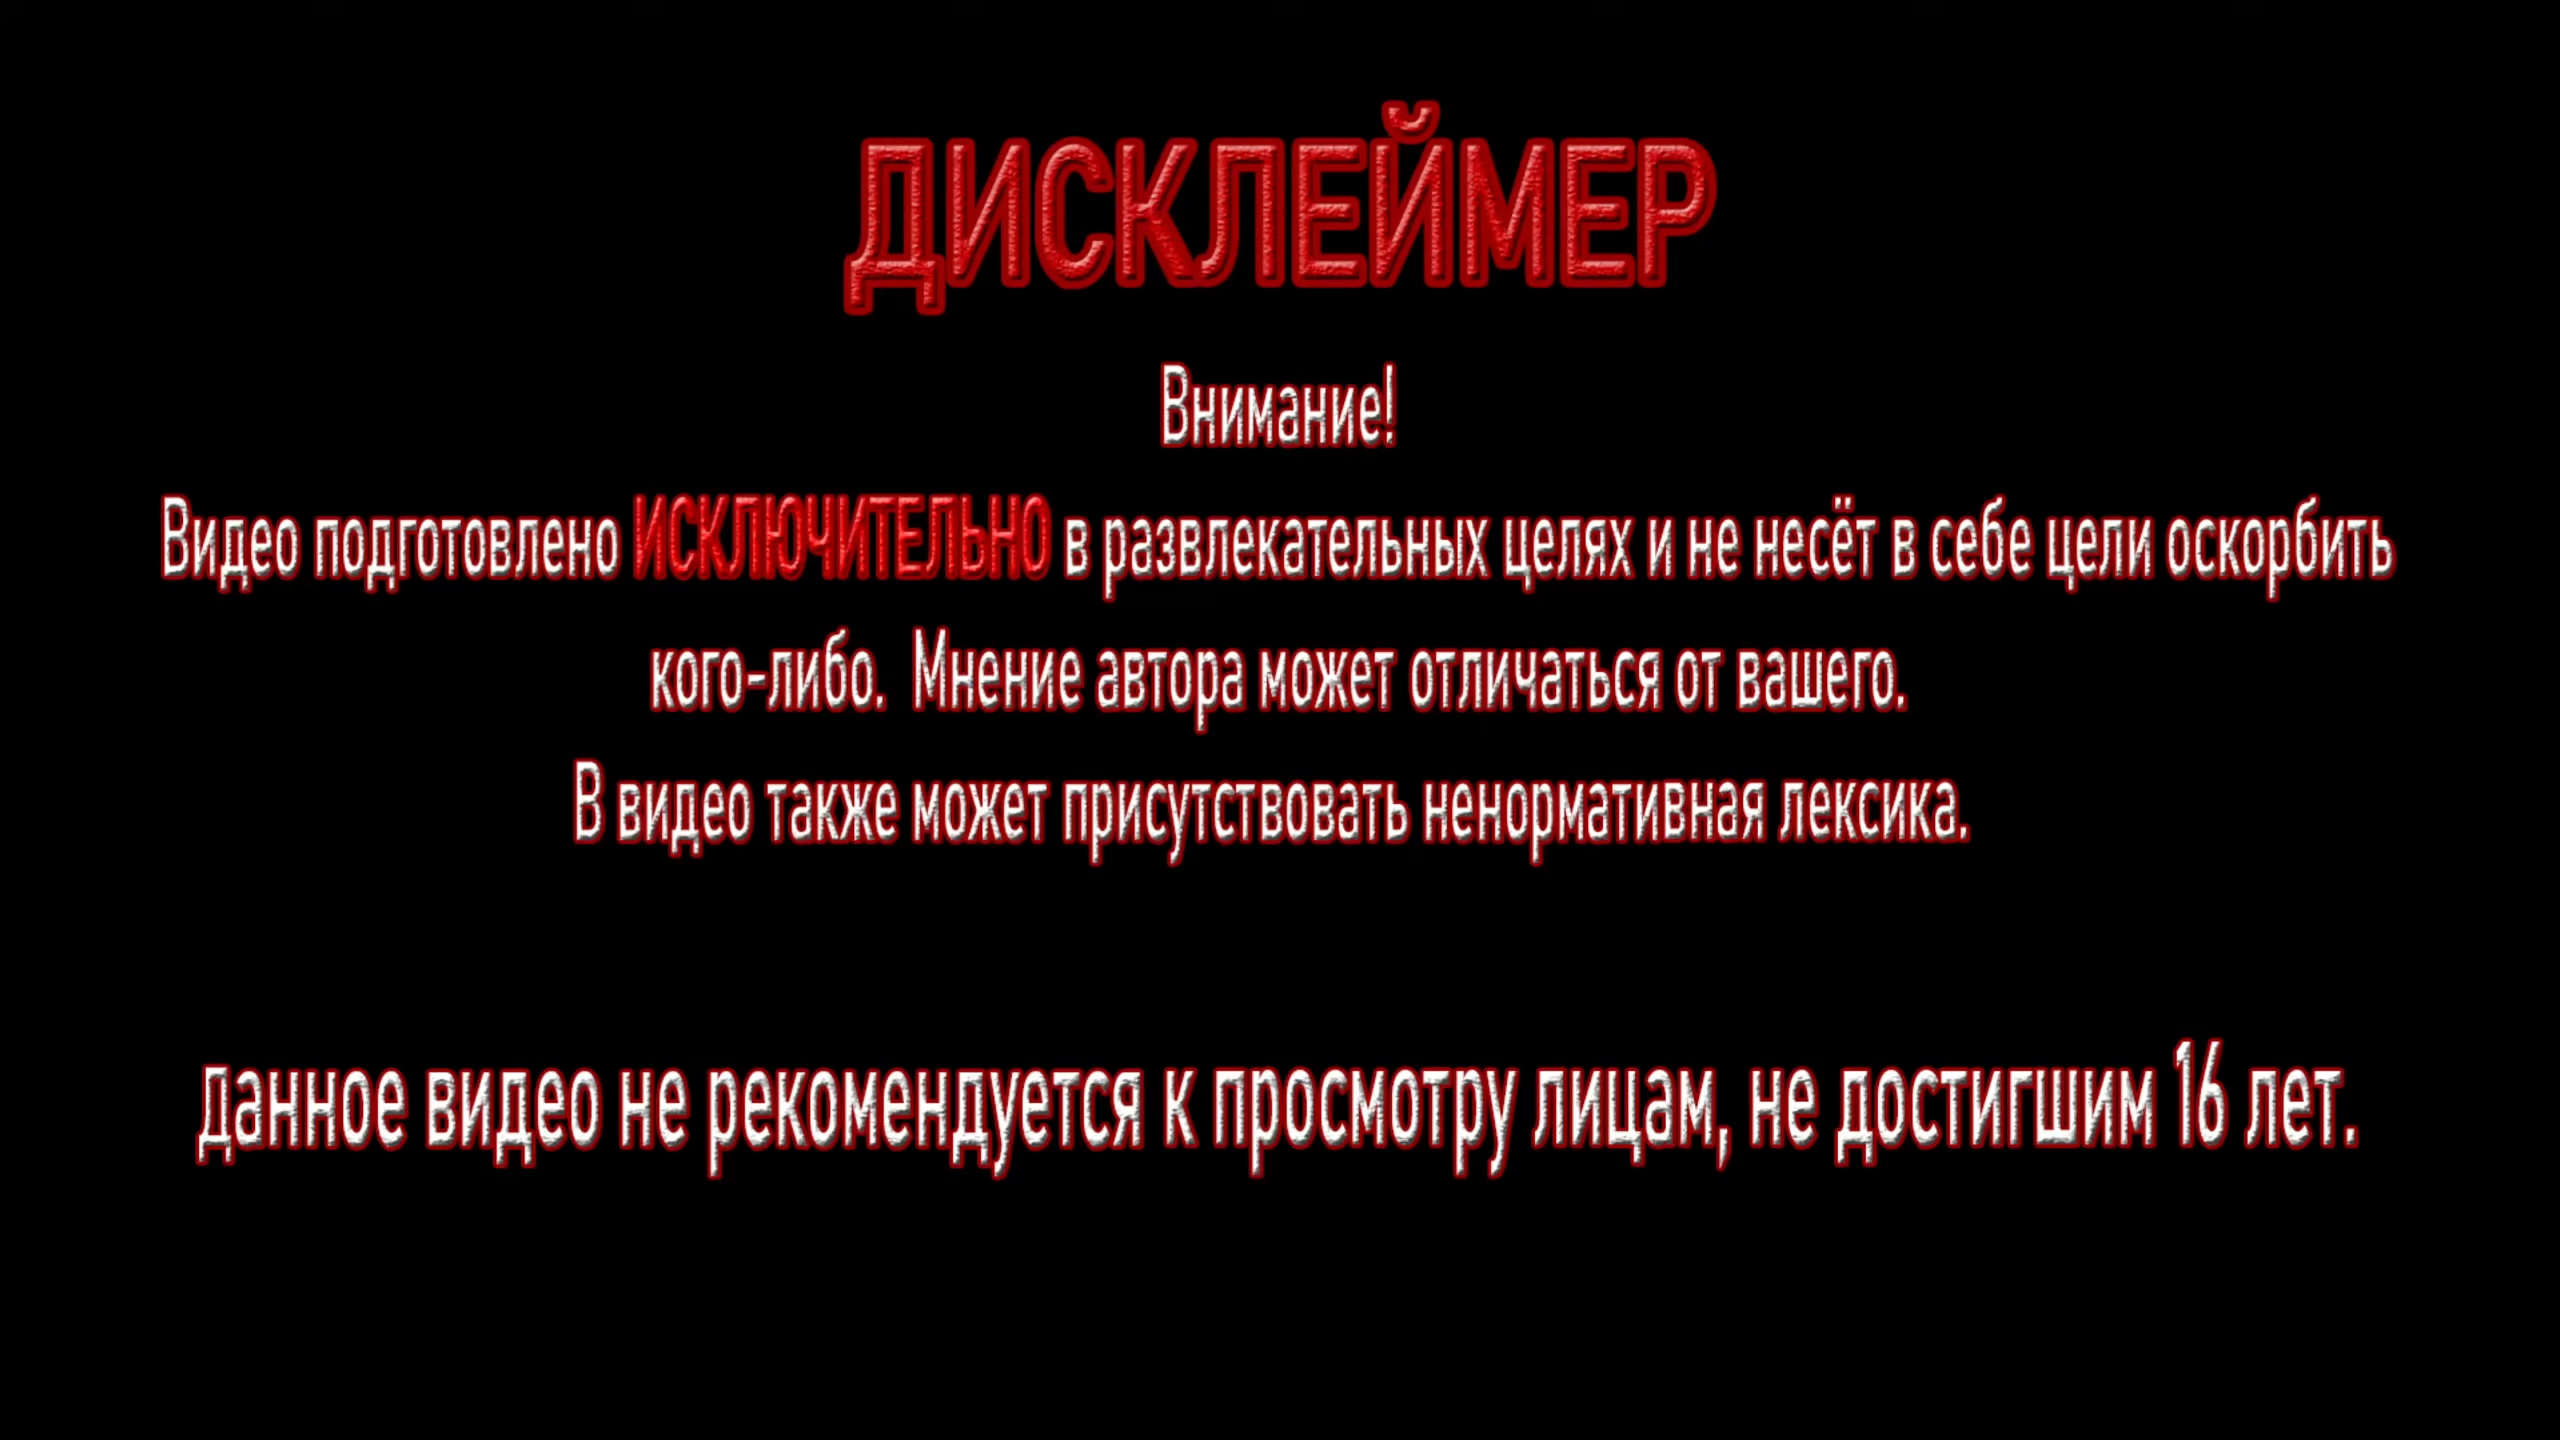 ДИСКЛЕЙМЕР
Внимание!
Видео подготовлено ИСКЛЮЧИТЕЛЬНО в развлекательных целях и не несёт в себе цели оскорбить
кого-либо. Мнение автора может отличаться от вашего.
В видео также может присутствовать ненормативная лексика.
данное видео не рекомендуется к просмотру лицам, не достигшим 16 лет.